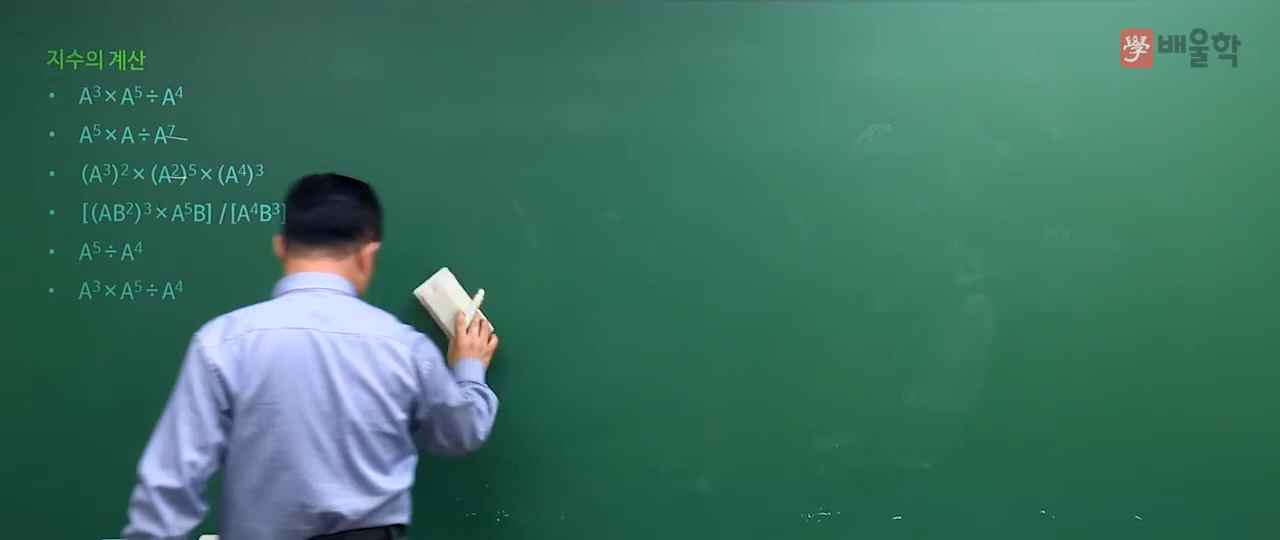 지수의 계산
學 배울학
• A³×A⁵÷A⁴
• A⁵×A÷A⁷
• (A³)²×(A²)⁵×(A⁴)³
• [(AB²)³×A⁵B] / [A⁴B³]
• A⁵÷A⁴
• A³×A⁵÷A⁴